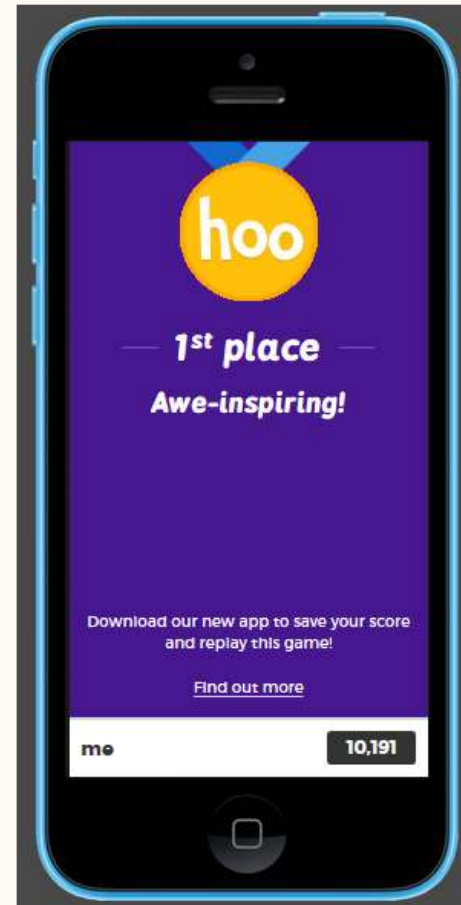 hoo
1st place
Awe-inspiring!
Download our new app to save your score
and replay this game!
Find out more
me
10,191